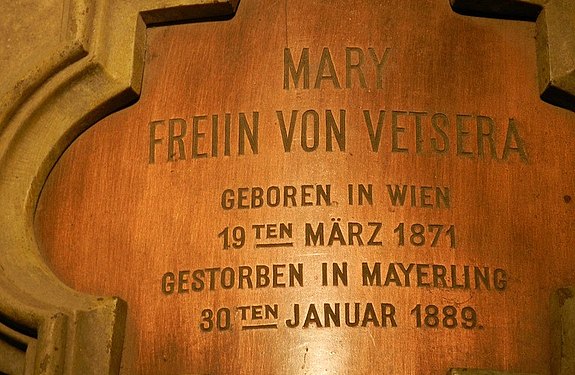 MARY
FREIIN VON VETSERA
GEBOREN IN WIEN
19TEN MÄRZ 1871
GESTORBEN IN MAYERLING
30TEN JANUAR 1889.